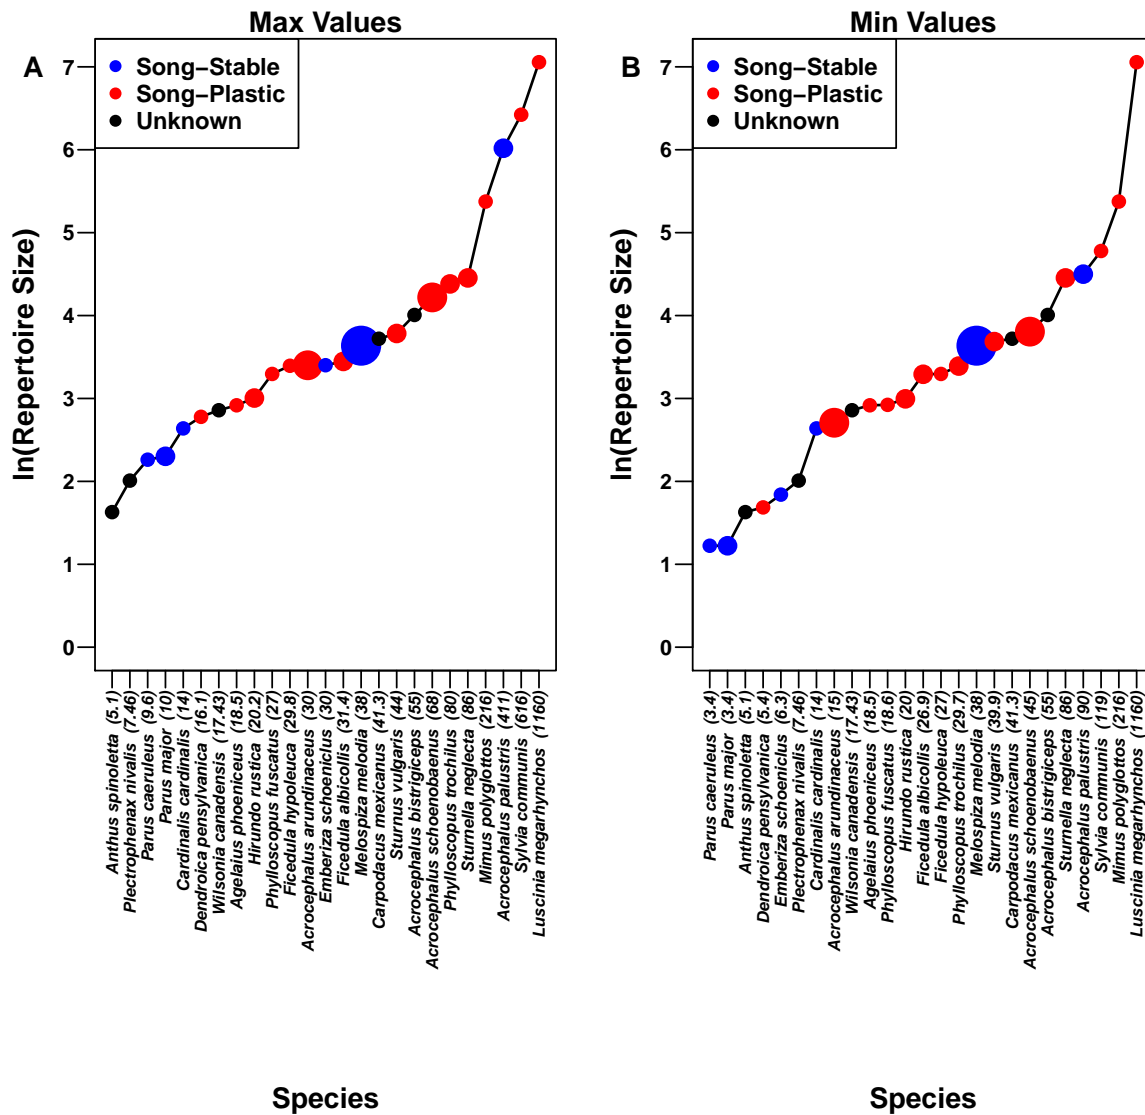 Max Values
A
Song−Stable
Song−Plastic
Unknown
ln(Repertoire Size)
7
6
5
4
3
2
1
0
Anthus spinoletta (5.1)
Plectrophenax nivalis (7.46)
Parus caeruleus (9.6)
Parus major (10)
Cardinalis cardinalis (14)
Dendroica pensylvanica (16.1)
Wilsonia canadensis (17.43)
Agelaius phoeniceus (18.5)
Hirundo rustica (20.2)
Phylloscopus fuscatus (27)
Ficedula hypoleuca (29.8)
Acrocephalus arundinaceus (30)
Emberiza schoeniclus (30)
Ficedula albicollis (31.4)
Melospiza melodia (38)
Carpodacus mexicanus (41.3)
Sturnus vulgaris (44)
Acrocephalus bistrigiceps (55)
Acrocephalus schoenobaenus (68)
Phylloscopus trochilus (80)
Sturnella neglecta (86)
Mimus polyglottos (216)
Acrocephalus palustris (411)
Sylvia communis (616)
Luscinia megarhynchos (1160)
Species
Min Values
B
Song−Stable
Song−Plastic
Unknown
ln(Repertoire Size)
7
6
5
4
3
2
1
0
Parus caeruleus (3.4)
Parus major (3.4)
Anthus spinoletta (5.1)
Dendroica pensylvanica (5.4)
Emberiza schoeniclus (6.3)
Plectrophenax nivalis (7.46)
Cardinalis cardinalis (14)
Acrocephalus arundinaceus (15)
Wilsonia canadensis (17.43)
Agelaius phoeniceus (18.5)
Phylloscopus fuscatus (18.6)
Hirundo rustica (20)
Ficedula albicollis (26.9)
Ficedula hypoleuca (27)
Phylloscopus trochilus (29.7)
Melospiza melodia (38)
Sturnus vulgaris (39.9)
Carpodacus mexicanus (41.3)
Acrocephalus schoenobaenus (45)
Acrocephalus bistrigiceps (55)
Sturnella neglecta (86)
Acrocephalus palustris (90)
Sylvia communis (119)
Mimus polyglottos (216)
Luscinia megarhynchos (1160)
Species